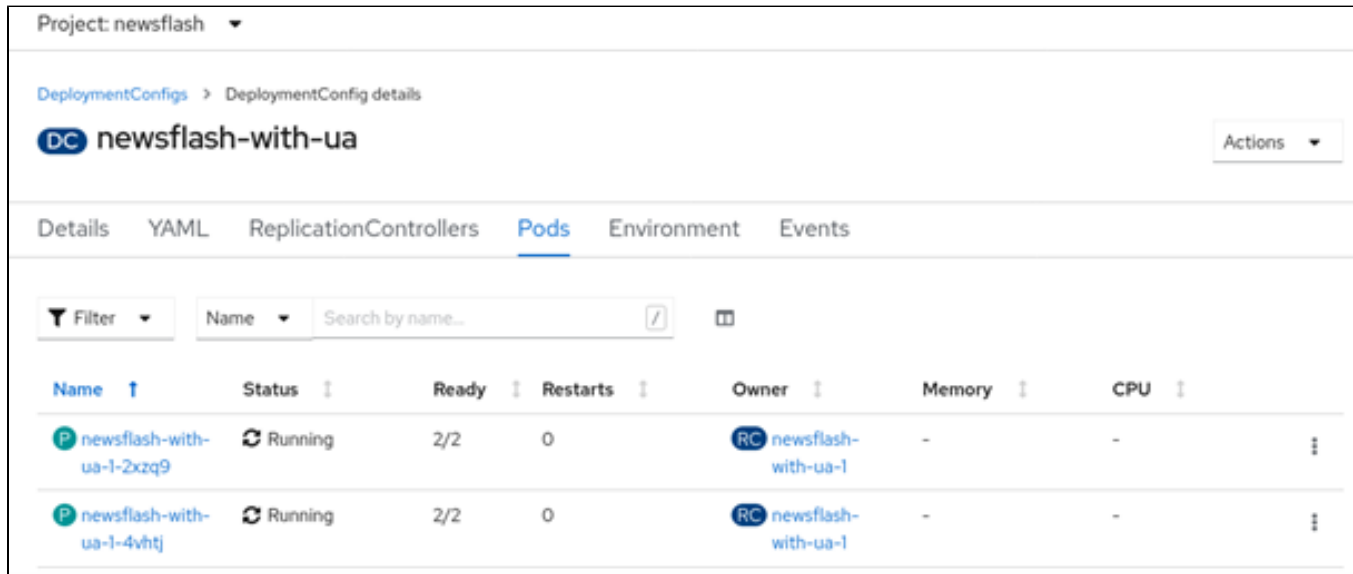 Project: newsflash
DeploymentConfigs > DeploymentConfig details
DC newsflash-with-ua
Actions
Details YAML ReplicationControllers Pods Environment Events
Filter Name Search by name... /
Name Status Ready Restarts Owner Memory CPU
P newsflash-with- Running 2/2 0 RC newsflash- - -
ua-1-2xzq9 with-ua-1
P newsflash-with- Running 2/2 0 RC newsflash- - -
ua-1-4vhtj with-ua-1